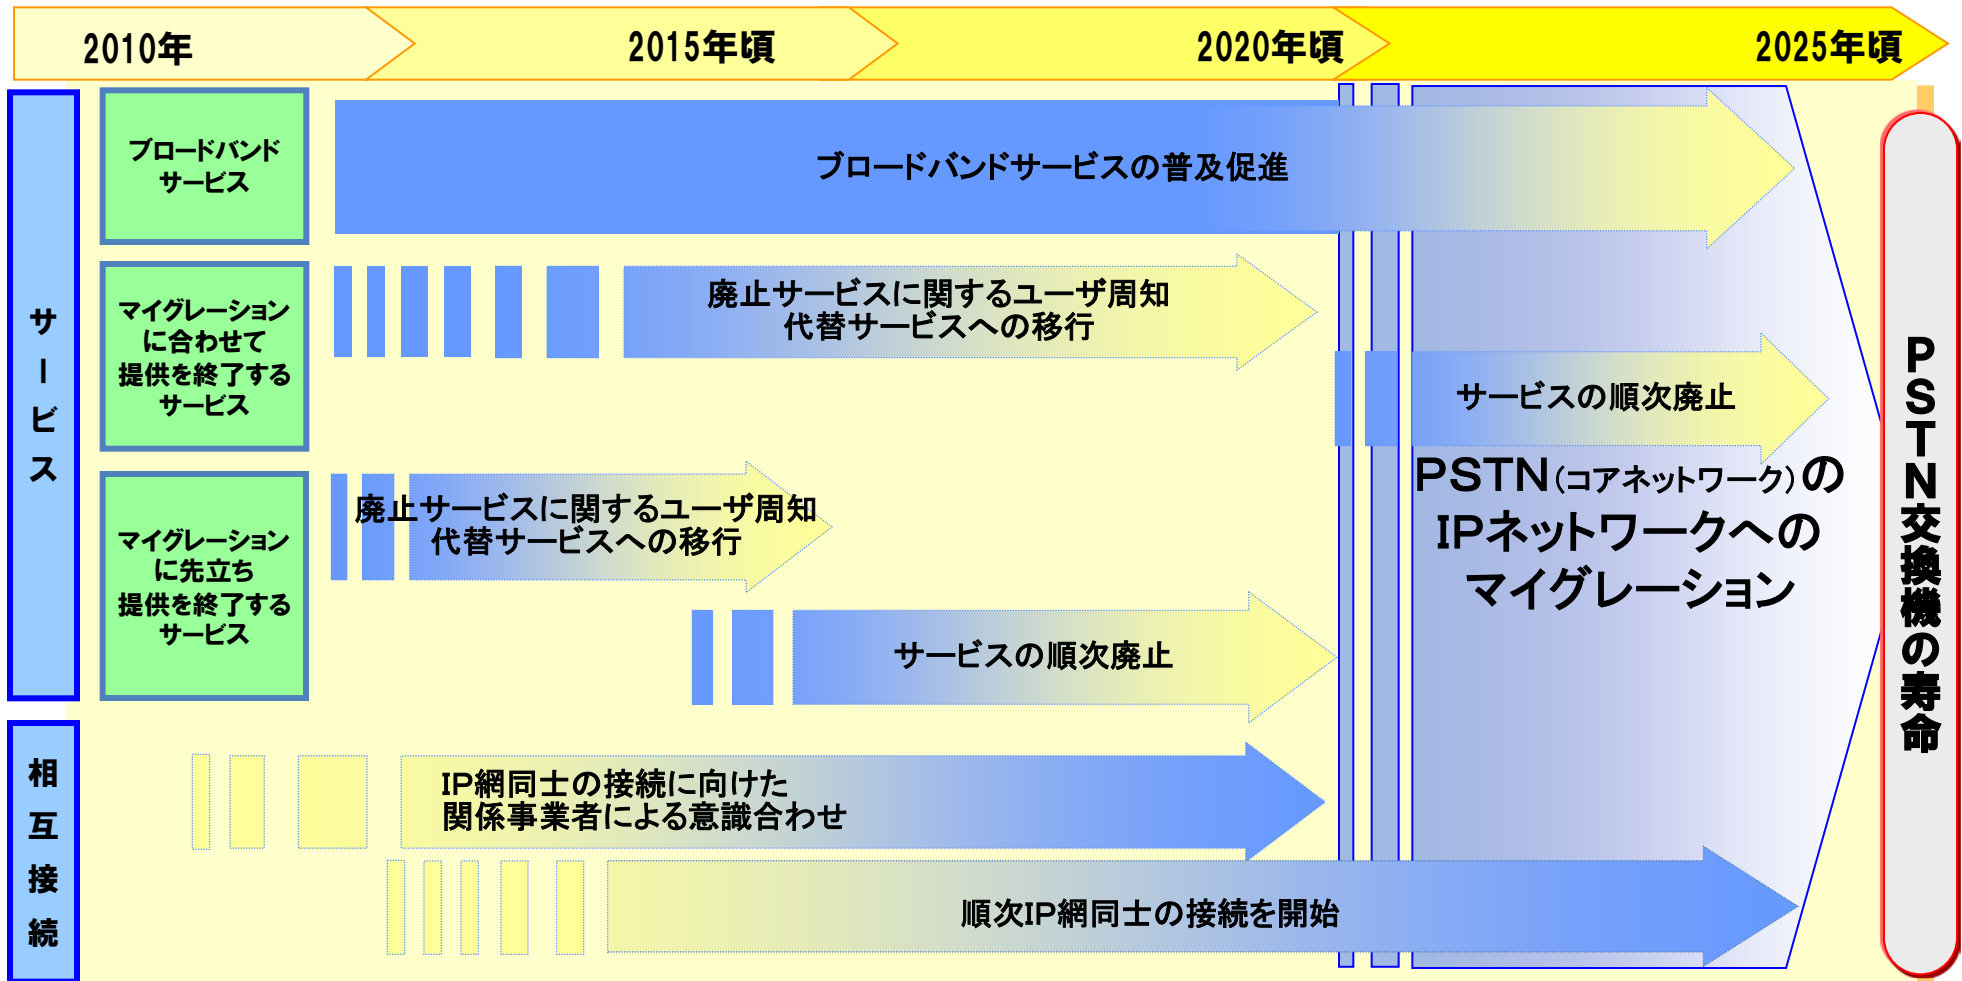 2010年
2015年頃
2020年頃
2025年頃
サービス
ブロードバンド
サービス
ブロードバンドサービスの普及促進
マイグレーション
に合わせて
提供を終了する
サービス
廃止サービスに関するユーザ周知
代替サービスへの移行
サービスの順次廃止
マイグレーション
に先立ち
提供を終了する
サービス
廃止サービスに関するユーザ周知
代替サービスへの移行
サービスの順次廃止
PSTN(コアネットワーク)の
IPネットワークへの
マイグレーション
PSTN交換機の寿命
相互接続
IP網同士の接続に向けた
関係事業者による意識合わせ
順次IP網同士の接続を開始